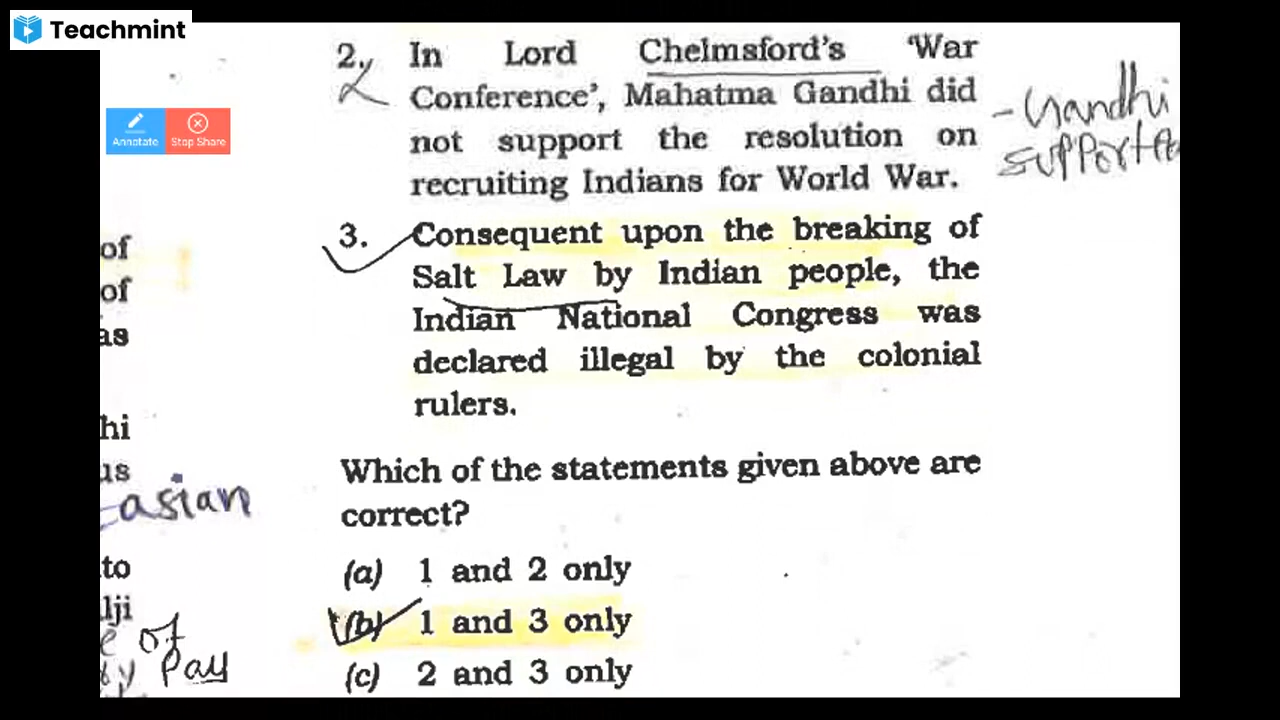 Teachmint
Annotate
Stop Share
2. In Lord Chelmsford's 'War
Conference', Mahatma Gandhi did
not support the resolution on
recruiting Indians for World War.
- Gandhi
3. Consequent upon the breaking of
Salt Law by Indian people, the
Indian National Congress was
declared illegal by the colonial
rulers.
Which of the statements given above are
correct?
(a) 1 and 2 only
(b) 1 and 3 only
(c) 2 and 3 only
of
of
as
hi
us
asian
to
lji
of
Pay